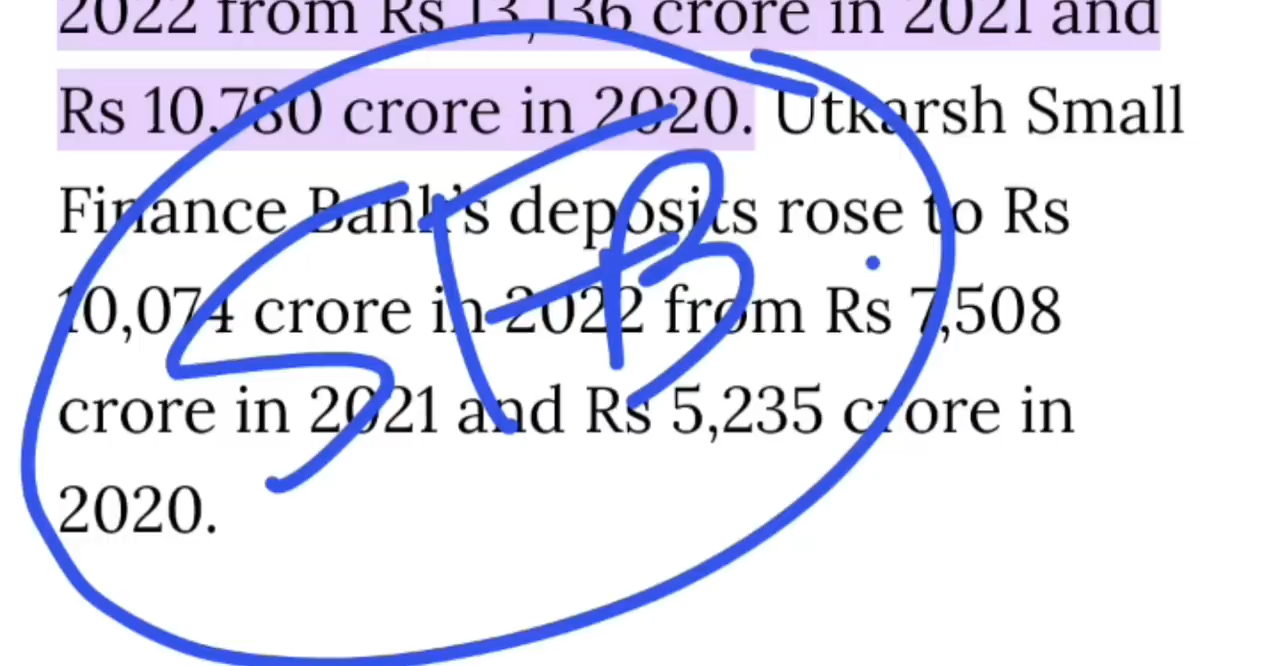 2022 from Rs 13,136 crore in 2021 and
Rs 10,780 crore in 2020. Utkarsh Small
Finance Bank's deposits rose to Rs
10,074 crore in 2022 from Rs 7,508
crore in 2021 and Rs 5,235 crore in
2020.
SFB